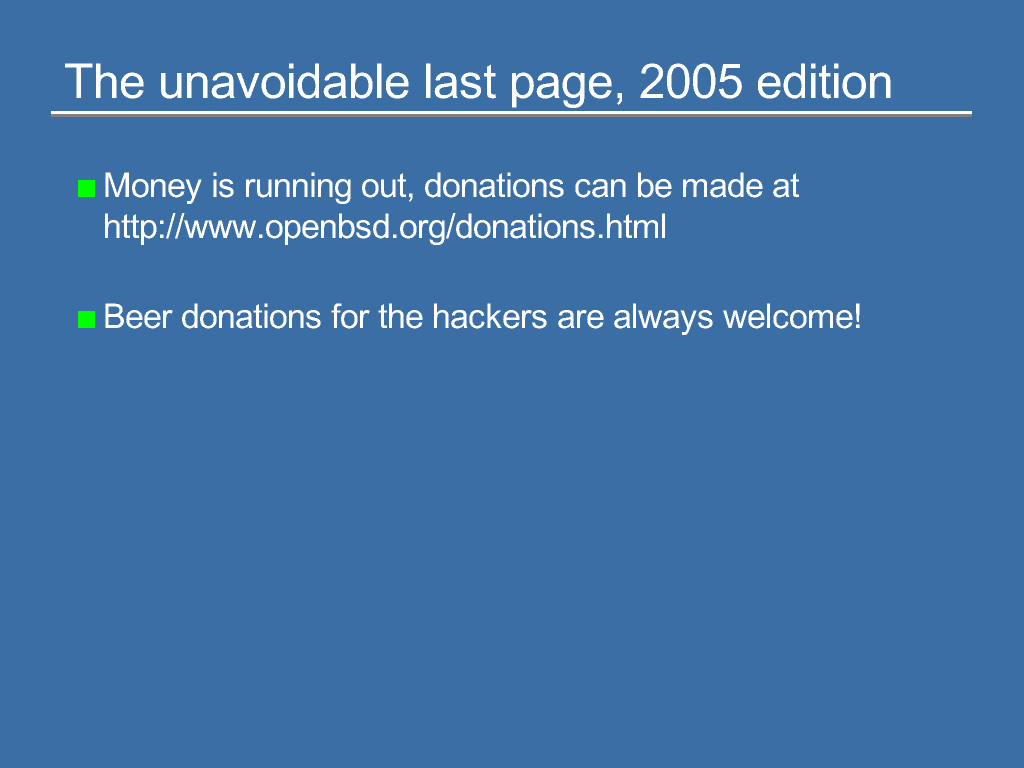 The unavoidable last page, 2005 edition
Money is running out, donations can be made at
http://www.openbsd.org/donations.html
Beer donations for the hackers are always welcome!